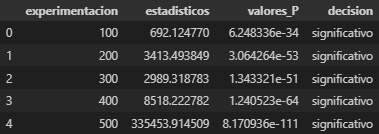 experimentacion estadisticos valores_P decision
0 100 692.124770 6.248336e-34 significativo
1 200 3413.493849 3.064264e-53 significativo
2 300 2989.318783 1.343321e-51 significativo
3 400 8518.222782 1.240523e-64 significativo
4 500 335453.914509 8.170936e-111 significativo